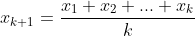 x_{k+1} = \frac{x_1 + x_2 + ... + x_k}{k}